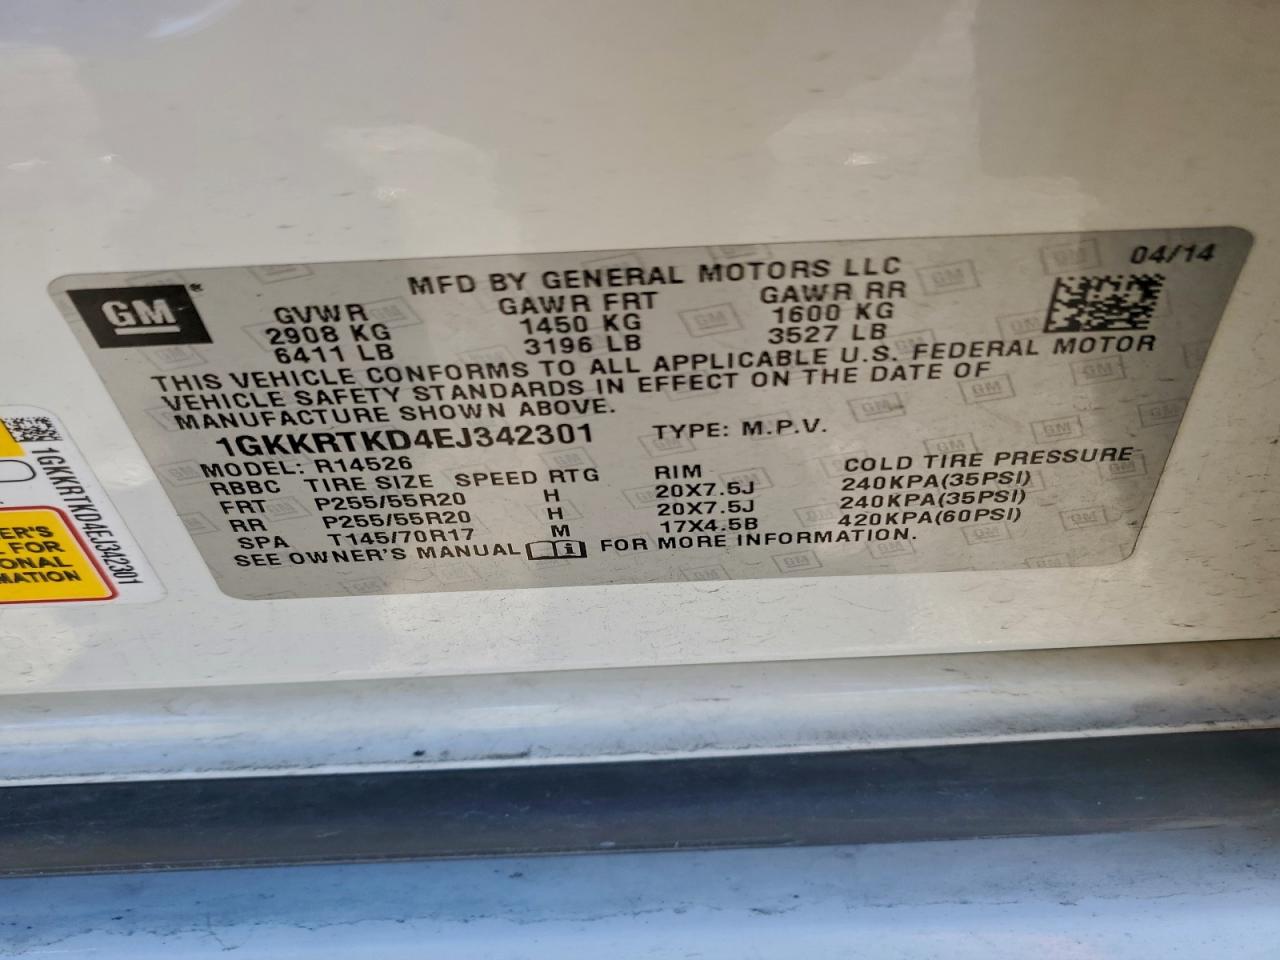 MFD BY GENERAL MOTORS LLC 04/14
GM ®
GVWR GAWR FRT GAWR RR
2908 KG 1450 KG 1600 KG
6411 LB 3196 LB 3527 LB
THIS VEHICLE CONFORMS TO ALL APPLICABLE U.S. FEDERAL MOTOR
VEHICLE SAFETY STANDARDS IN EFFECT ON THE DATE OF
MANUFACTURE SHOWN ABOVE.
1GKKRTKD4EJ342301 TYPE: M.P.V.
MODEL: R14526
RBBC TIRE SIZE SPEED RTG RIM COLD TIRE PRESSURE
FRT P255/55R20 H 20X7.5J 240KPA(35PSI)
RR P255/55R20 H 20X7.5J 240KPA(35PSI)
SPA T145/70R17 M 17X4.5B 420KPA(60PSI)
SEE OWNER'S MANUAL FOR MORE INFORMATION.
1GKKRTKD4EJ342301
ER'S
FOR
ONAL
MATION